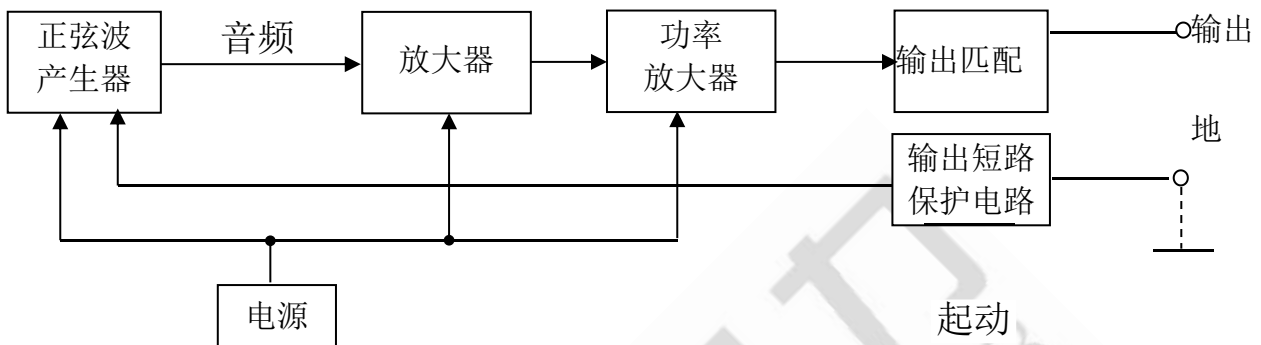 正弦波
产生器
音频
放大器
功率
放大器
输出匹配
输出
地
输出短路
保护电路
电源
起动